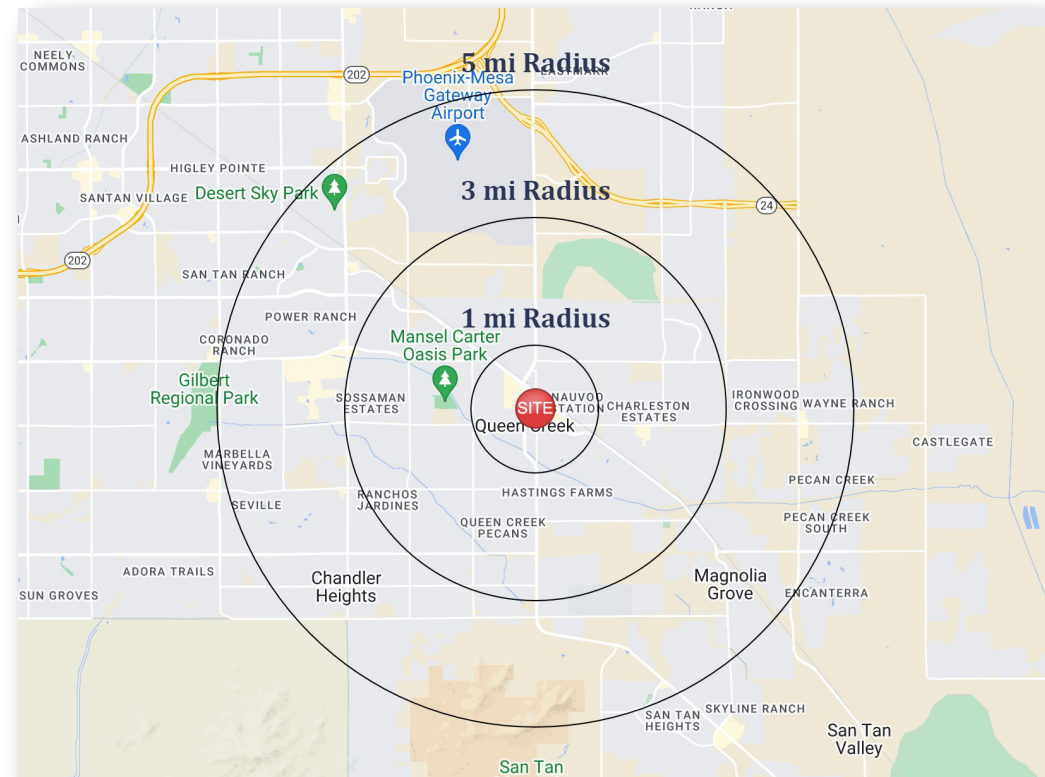 RANCH
NEELY
COMMONS
5 mi Radius
EASTMARK
202
Phoenix-Mesa
Gateway
Airport
ASHLAND RANCH
HIGLEY POINTE
3 mi Radius
SANTAN VILLAGE
Desert Sky Park
24
202
SAN TAN RANCH
POWER RANCH
1 mi Radius
CORONADO
RANCH
Mansel Carter
Oasis Park
Gilbert
Regional Park
SOSSAMAN
ESTATES
SITE
NAUVOO
STATION
CHARLESTON
ESTATES
IRONWOOD
CROSSING
WAYNE RANCH
Queen Creek
CASTLEGATE
MARBELLA
VINEYARDS
PECAN CREEK
SEVILLE
RANCHOS
JARDINES
HASTINGS FARMS
QUEEN CREEK
PECANS
PECAN CREEK
SOUTH
ADORA TRAILS
Chandler
Heights
Magnolia
Grove
SUN GROVES
ENCANTERRA
SAN TAN
HEIGHTS
SKYLINE RANCH
San Tan
Valley
San Tan